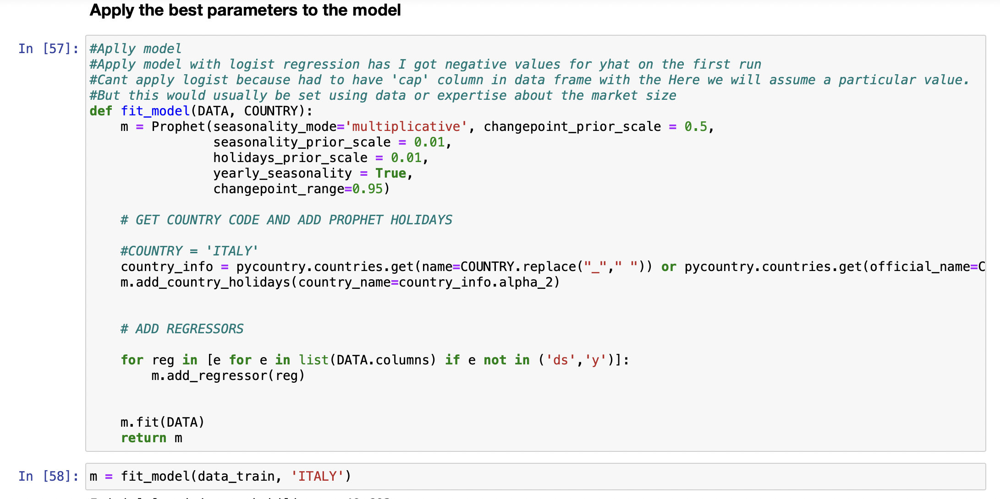 Apply the best parameters to the model
In [57]:
#Aplly model
#Apply model with logist regression has I got negative values for yhat on the first run
#Cant apply logist because had to have 'cap' column in data frame with the Here we will assume a particular value.
#But this would usually be set using data or expertise about the market size
def fit_model(DATA, COUNTRY):
    m = Prophet(seasonality_mode='multiplicative', changepoint_prior_scale = 0.5,
                seasonality_prior_scale = 0.01,
                holidays_prior_scale = 0.01,
                yearly_seasonality = True,
                changepoint_range=0.95)
    # GET COUNTRY CODE AND ADD PROPHET HOLIDAYS
    #COUNTRY = 'ITALY'
    country_info = pycountry.countries.get(name=COUNTRY.replace("_"," ")) or pycountry.countries.get(official_name=C
    m.add_country_holidays(country_name=country_info.alpha_2)
    # ADD REGRESSORS
    for reg in [e for e in list(DATA.columns) if e not in ('ds','y')]:
        m.add_regressor(reg)
    m.fit(DATA)
    return m
In [58]:
m = fit_model(data_train, 'ITALY')